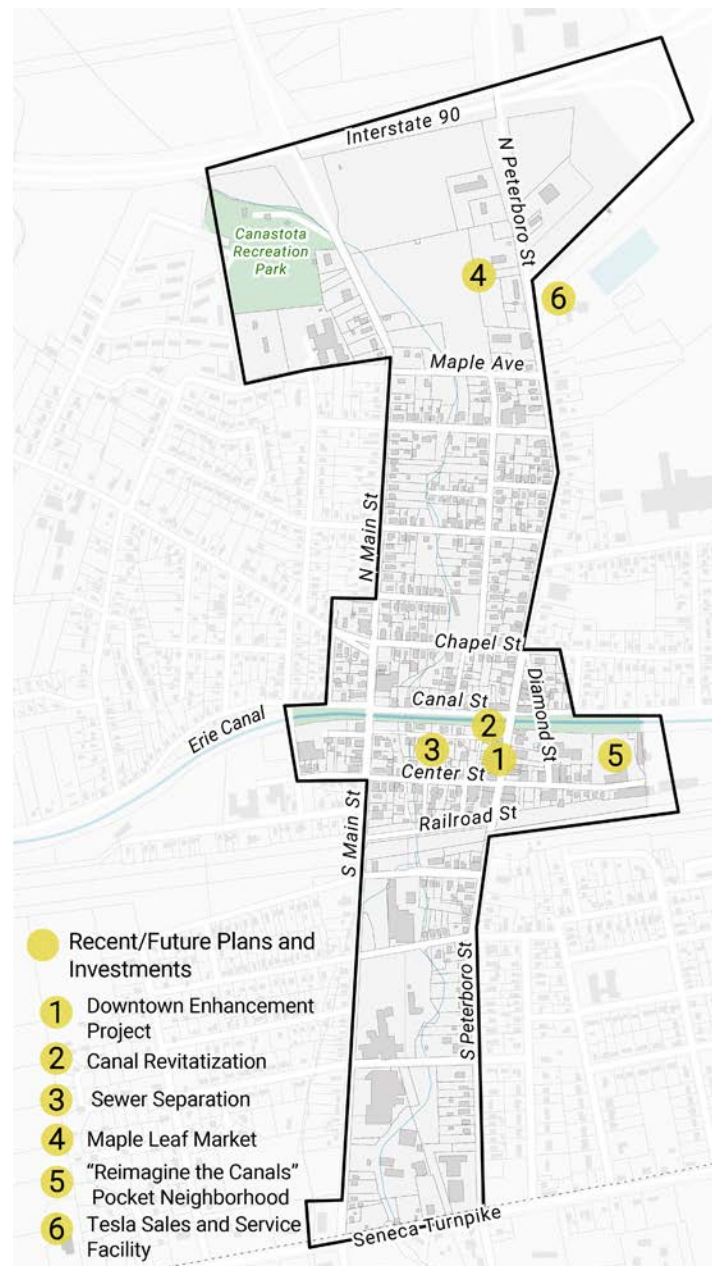 Interstate 90
N Peterboro St
Canastota
Recreation
Park
4
6
Maple Ave
N Main St
Chapel St
Canal St
Diamond St
Erie Canal
2
3
1
5
Center St
Railroad St
S Main St
S Peterboro St
Recent/Future Plans and
Investments
1 Downtown Enhancement
Project
2 Canal Revitatization
3 Sewer Separation
4 Maple Leaf Market
5 “Reimagine the Canals”
Pocket Neighborhood
6 Tesla Sales and Service
Facility
Seneca Turnpike